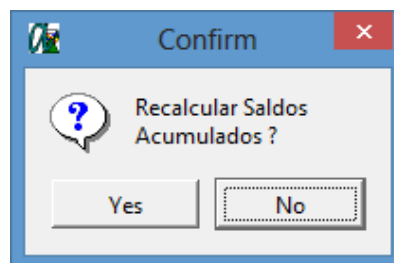 Confirm
Recalcular Saldos
Acumulados ?
Yes
No